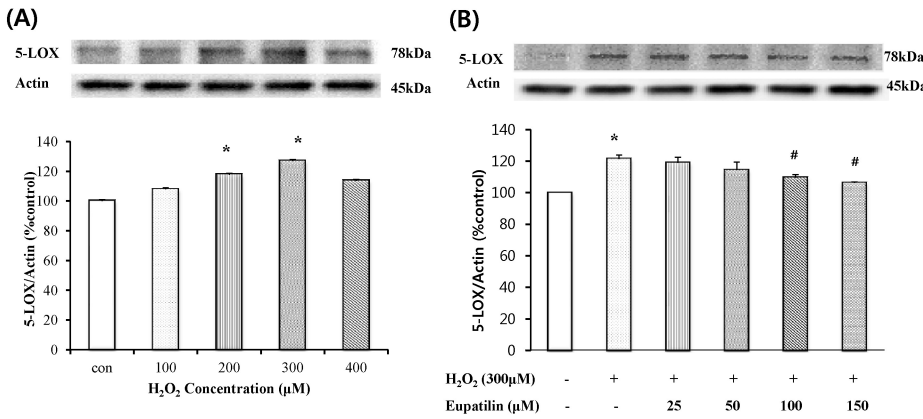 (A)
5-LOX 78kDa
Actin 45kDa
5-LOX/Actin (%control)
140
120
100
80
60
40
20
0
* *
con 100 200 300 400
H₂O₂ Concentration (µM)
(B)
5-LOX 78kDa
Actin 45kDa
5-LOX/Actin (%control)
140
120
100
80
60
40
20
0
* # #
H₂O₂ (300µM) - + + + + +
Eupatilin (µM) - - 25 50 100 150